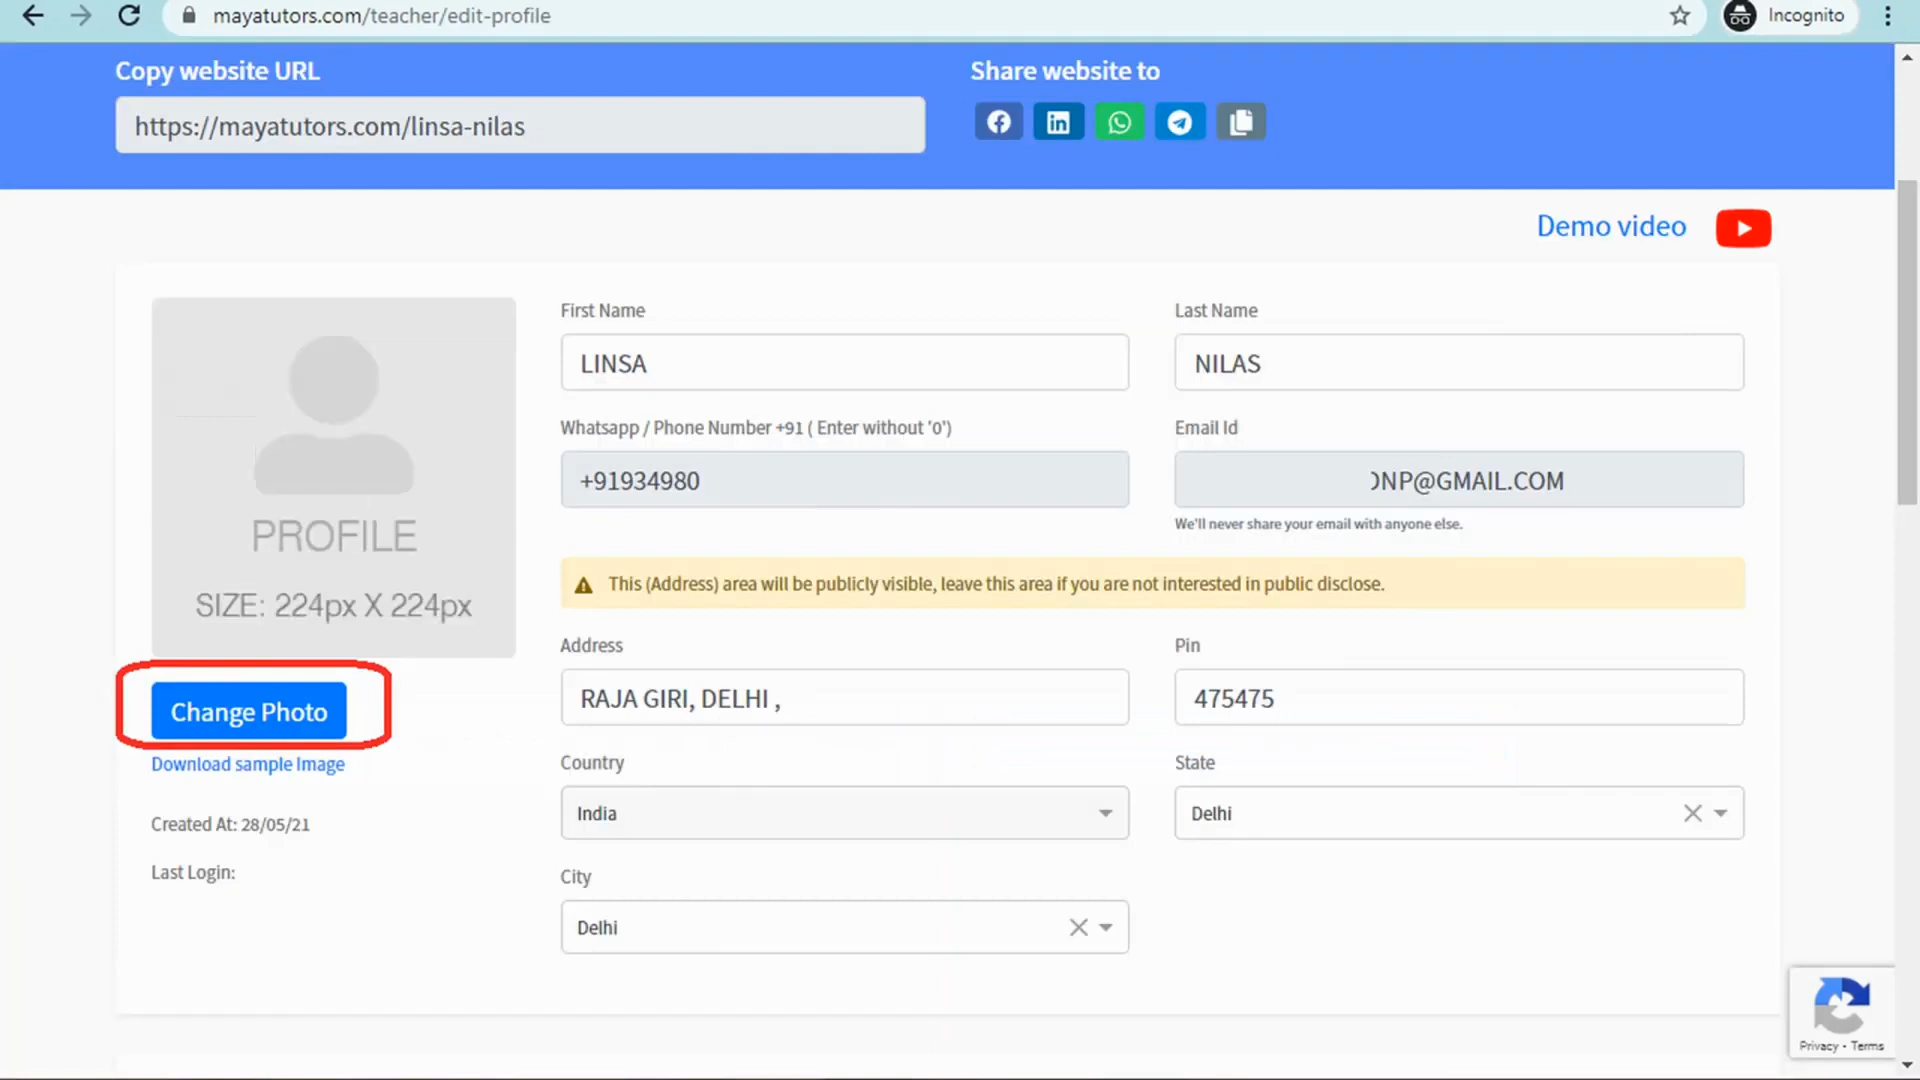 mayatutors.com/teacher/edit-profile
Incognito
Copy website URL
Share website to
https://mayatutors.com/linsa-nilas
Demo video
First Name
Last Name
LINSA
NILAS
Whatsapp / Phone Number +91 ( Enter without '0')
Email Id
+91934980
NP@GMAIL.COM
We'll never share your email with anyone else.
PROFILE
SIZE: 224px X 224px
This (Address) area will be publicly visible, leave this area if you are not interested in public disclose.
Address
Pin
RAJA GIRI, DELHI ,
475475
Change Photo
Download sample Image
Country
State
India
Delhi
Created At: 28/05/21
Last Login:
City
Delhi
Privacy - Terms